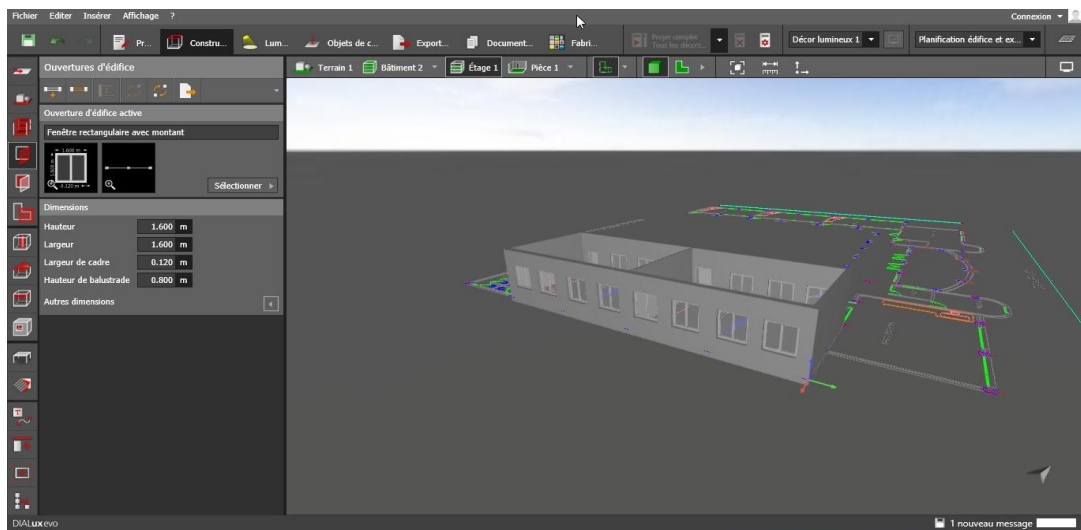 Fichier Editer Insérer Affichage ? Connexion
Pr... Constru... Lum... Objets de c... Export... Document... Fabri... Projet complet Tous les décors... Décor lumineux 1 Planification édifice et ex...
Ouvertures d'édifice
Terrain 1 Bâtiment 2 Étage 1 Pièce 1
Ouverture d'édifice active
Fenêtre rectangulaire avec montant
1.600 m
0.120 m
Sélectionner
Dimensions
Hauteur 1.600 m
Largeur 1.600 m
Largeur de cadre 0.120 m
Hauteur de balustrade 0.800 m
Autres dimensions
DIALux evo 1 nouveau message